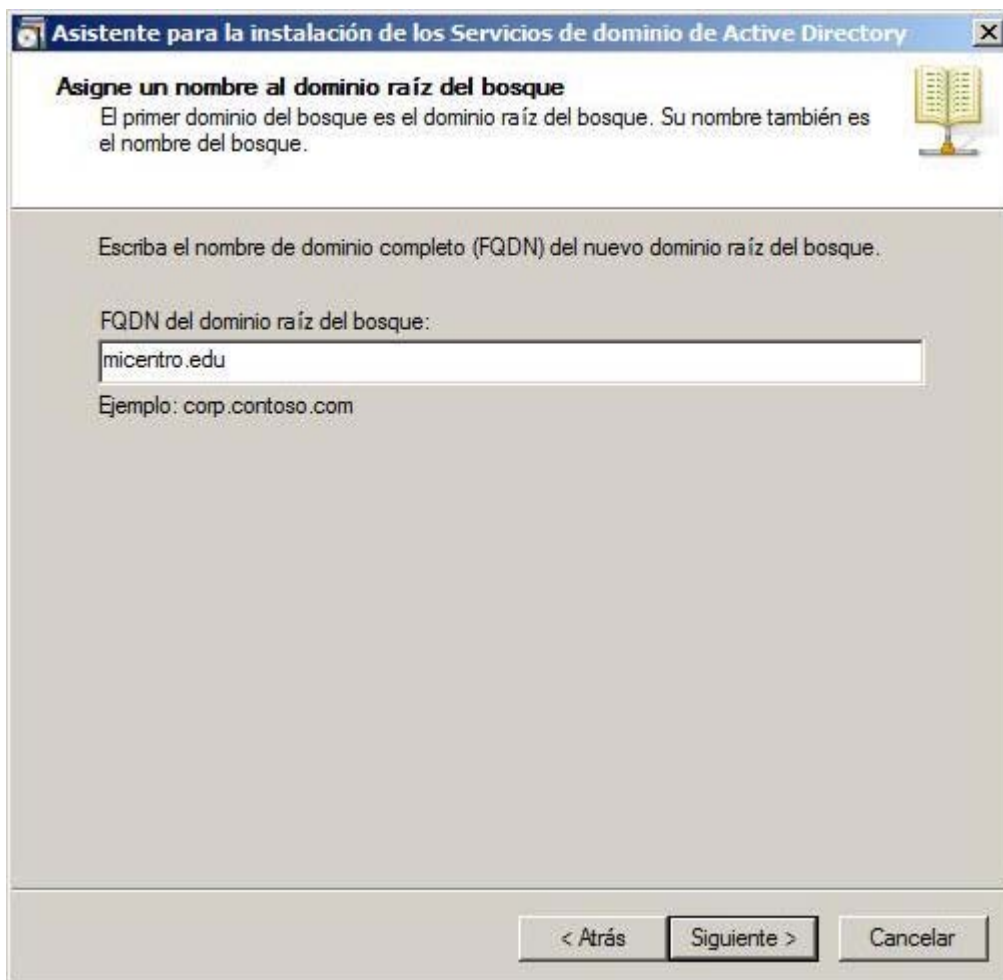 Asistente para la instalación de los Servicios de dominio de Active Directory
Asigne un nombre al dominio raíz del bosque
El primer dominio del bosque es el dominio raíz del bosque. Su nombre también es
el nombre del bosque.
Escriba el nombre de dominio completo (FQDN) del nuevo dominio raíz del bosque.
FQDN del dominio raíz del bosque:
micentro.edu
Ejemplo: corp.contoso.com
< Atrás Siguiente > Cancelar